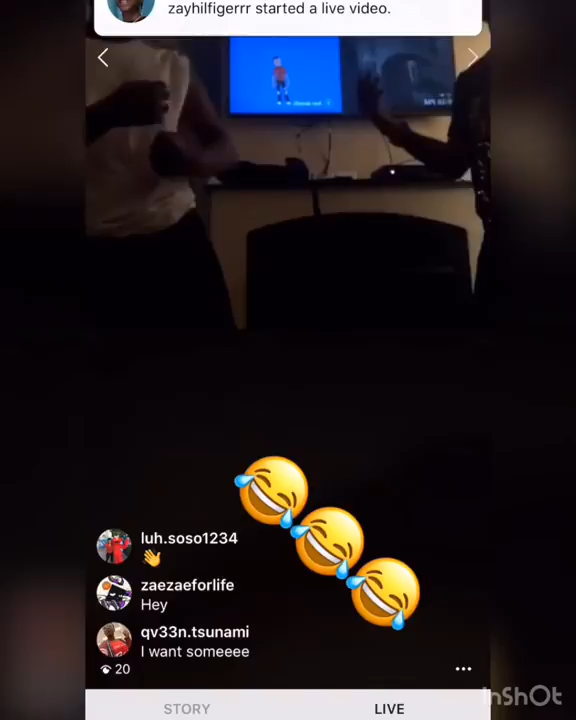 zayhilfigerrr started a live video.
luh.soso1234
👋
zaezaeforlife
Hey
qv33n.tsunami
I want someeee
20
STORY LIVE
InShOt